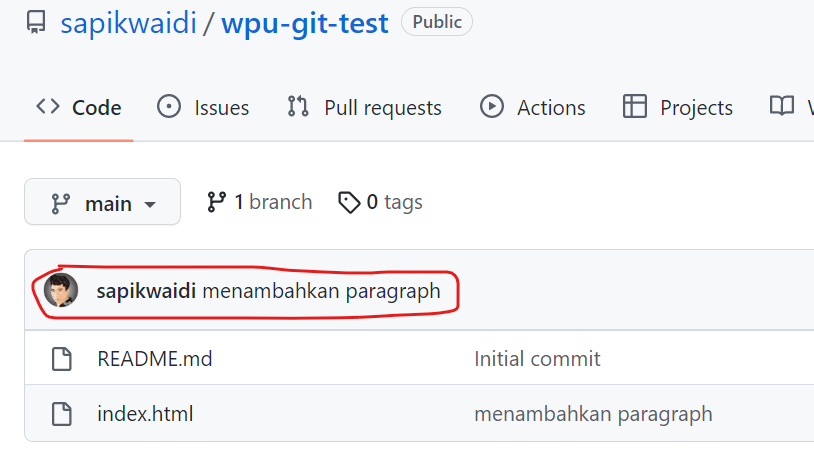 sapikwaidi / wpu-git-test Public
Code Issues Pull requests Actions Projects
main 1 branch 0 tags
sapikwaidi menambahkan paragraph
README.md Initial commit
index.html menambahkan paragraph